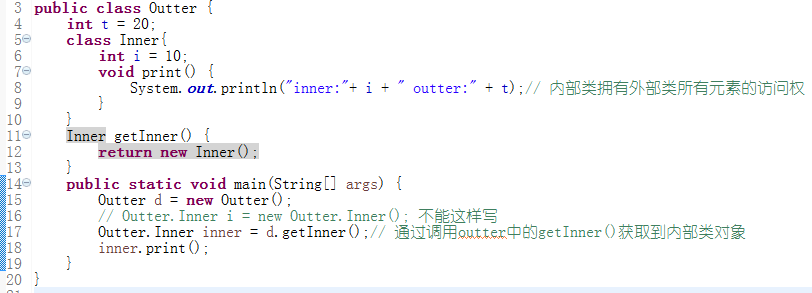 3 public class Outter {
4     int t = 20;
5     class Inner{
6         int i = 10;
7         void print() {
8             System.out.println("inner:"+ i + " outter:" + t);// 内部类拥有外部类所有元素的访问权
9         }
10     }
11     Inner getInner() {
12         return new Inner();
13     }
14     public static void main(String[] args) {
15         Outter d = new Outter();
16         // Outter.Inner i = new Outter.Inner(); 不能这样写
17         Outter.Inner inner = d.getInner();// 通过调用outter中的getInner()获取到内部类对象
18         inner.print();
19     }
20 }